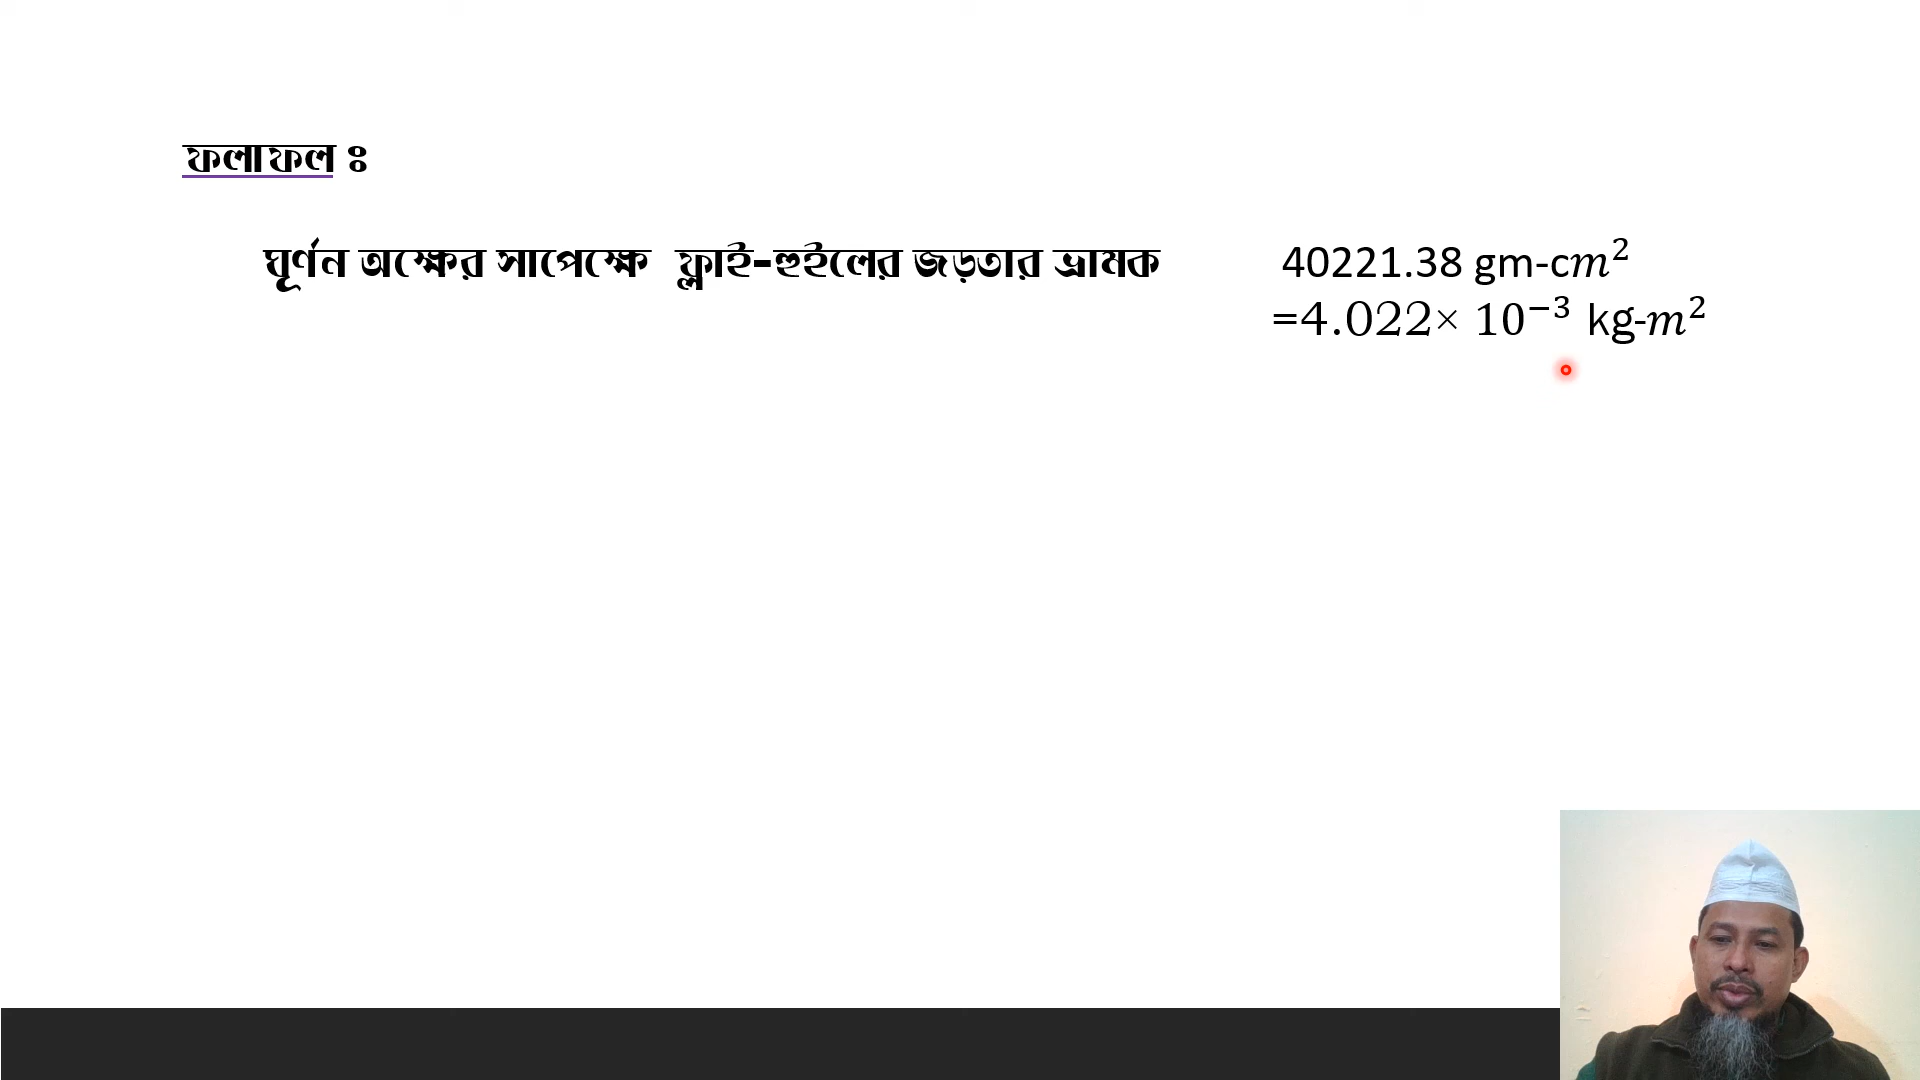 ফলাফল ঃ
ঘূর্ণন অক্ষের সাপেক্ষে ফ্লাই-হুইলের জড়তার ভ্রামক 40221.38 gm-cm²
=4.022× 10⁻³ kg-m²